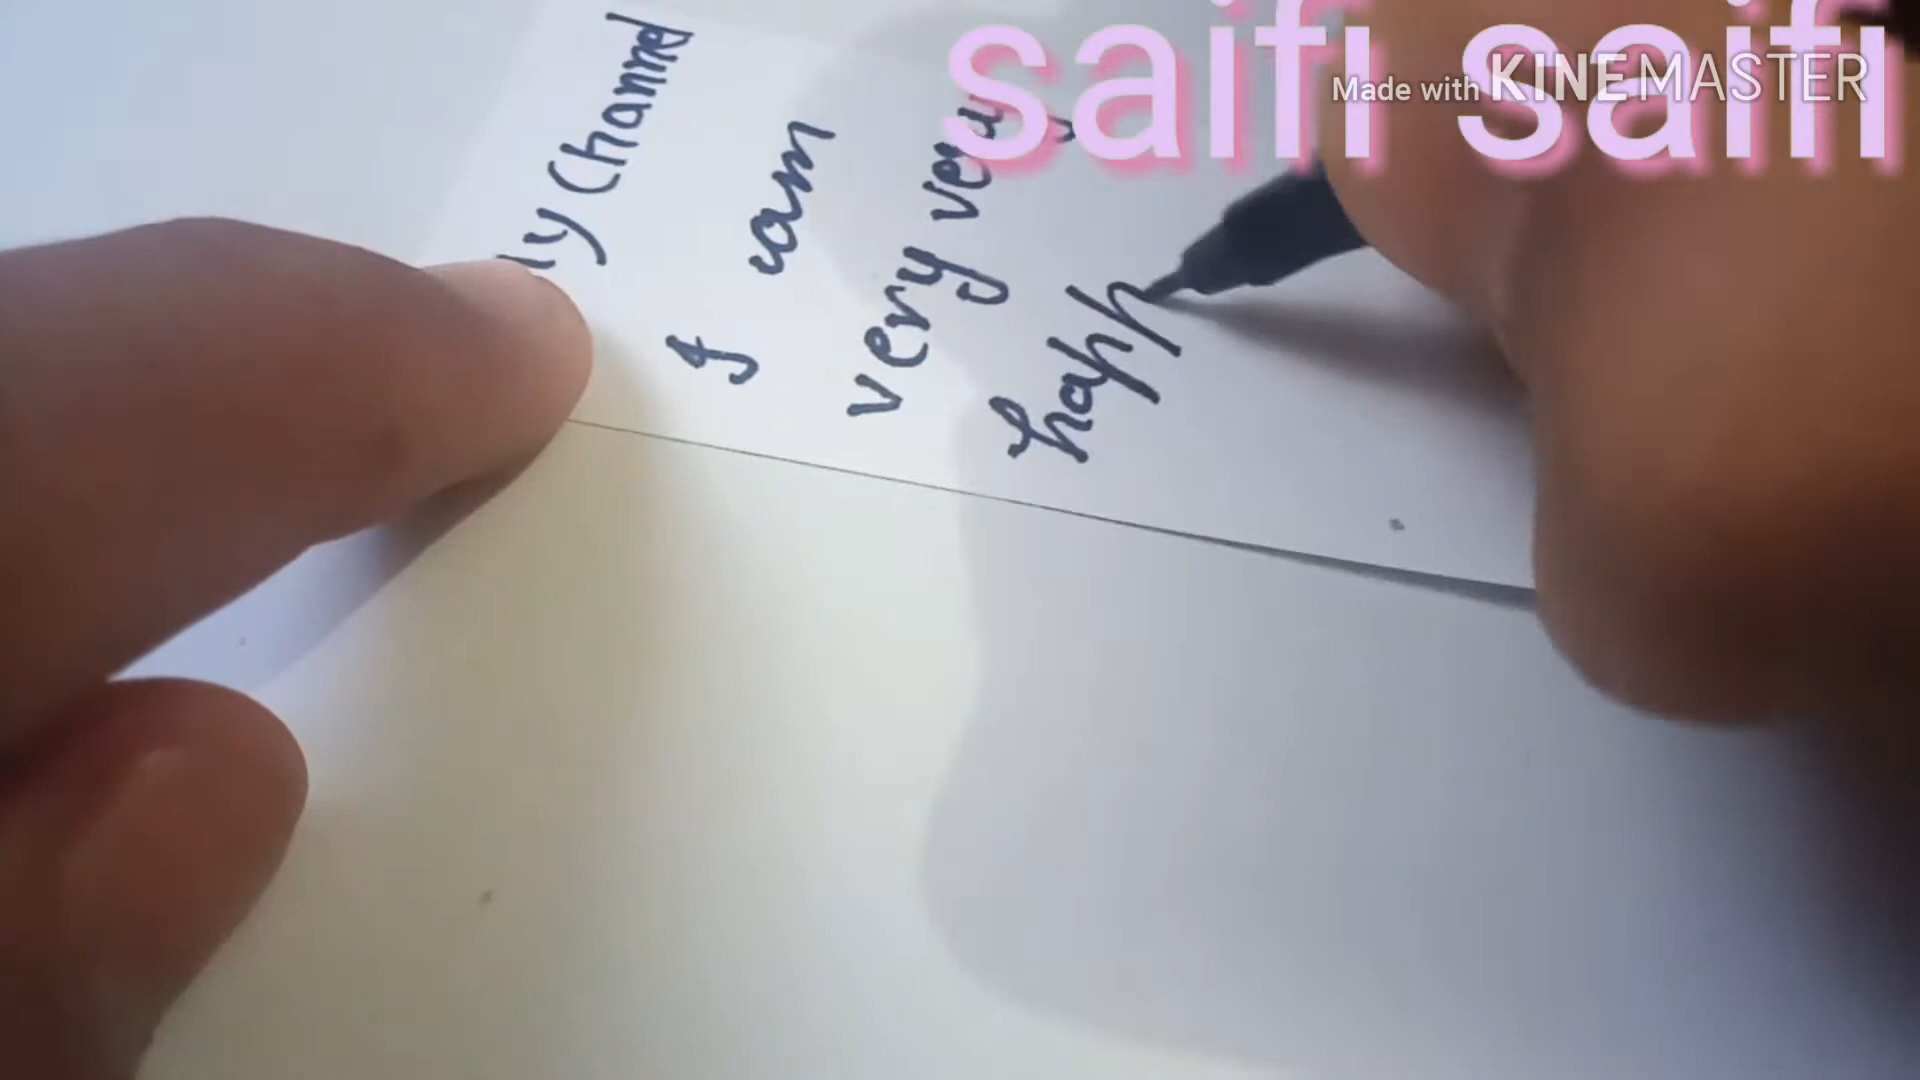 saifi saifi
Made with KINEMASTER
y Channel
I am
very very
happ